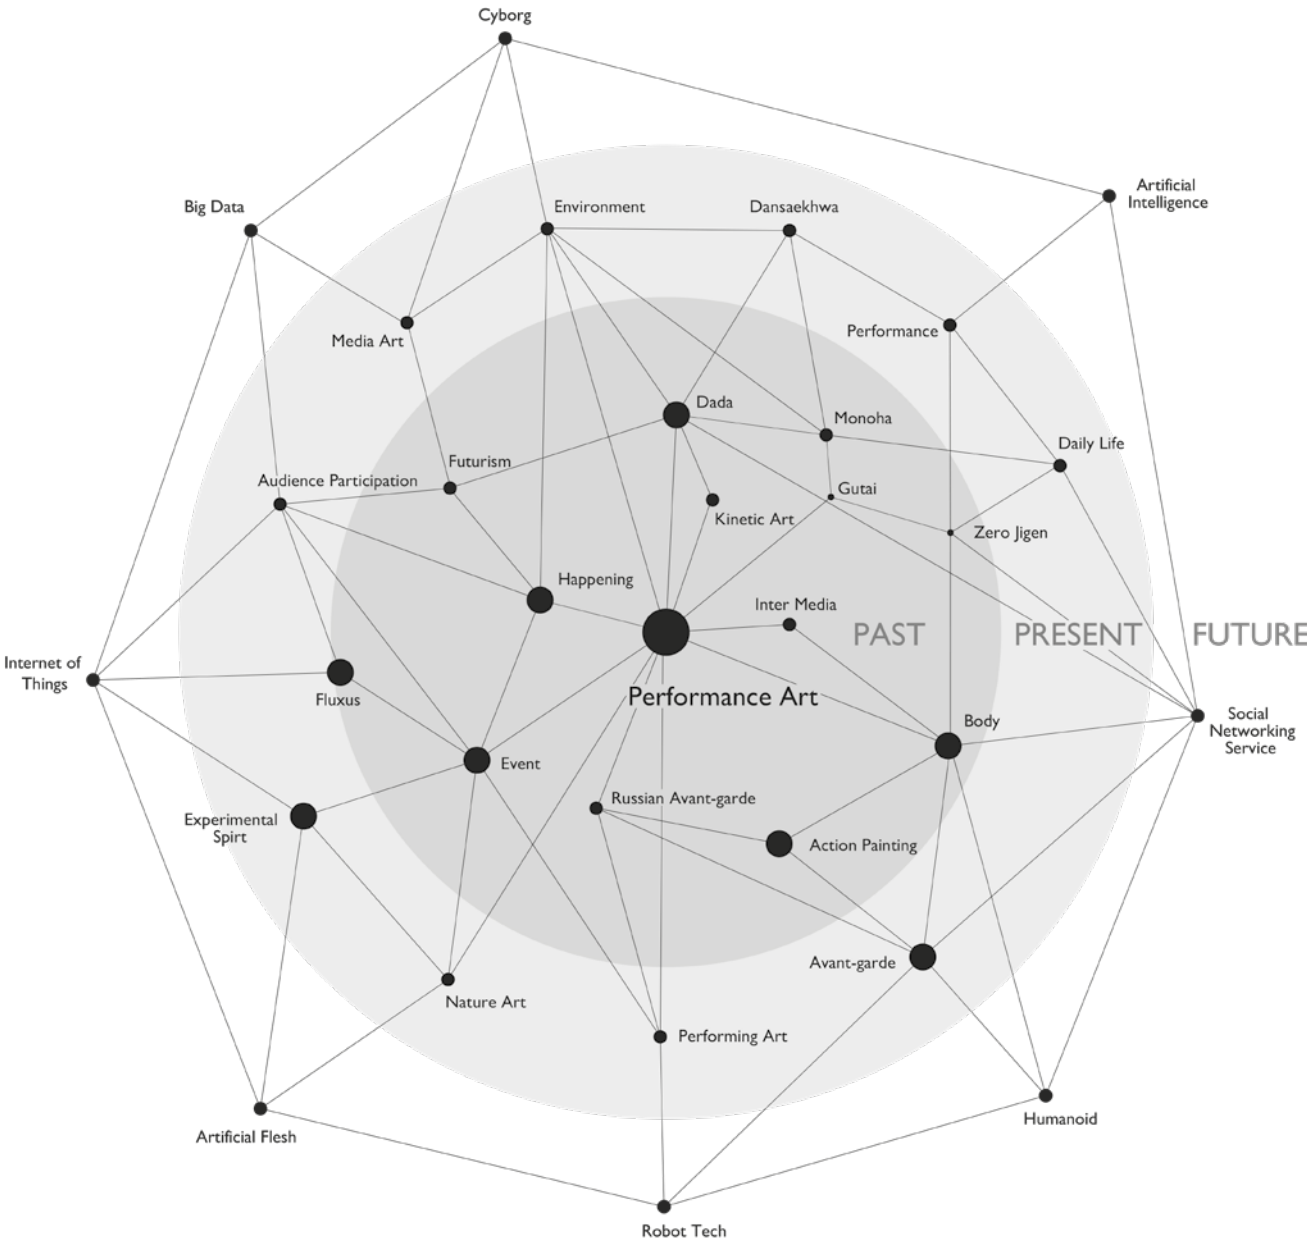 Cyborg
Artificial
Intelligence
Big Data
Environment
Dansaekhwa
Media Art
Performance
Dada
Monoha
Daily Life
Futurism
Audience Participation
Gutai
Kinetic Art
Zero Jigen
Happening
Inter Media
PAST
PRESENT
FUTURE
Internet of
Things
Fluxus
Performance Art
Body
Social
Networking
Service
Event
Russian Avant-garde
Experimental
Spirt
Action Painting
Avant-garde
Nature Art
Performing Art
Humanoid
Artificial Flesh
Robot Tech